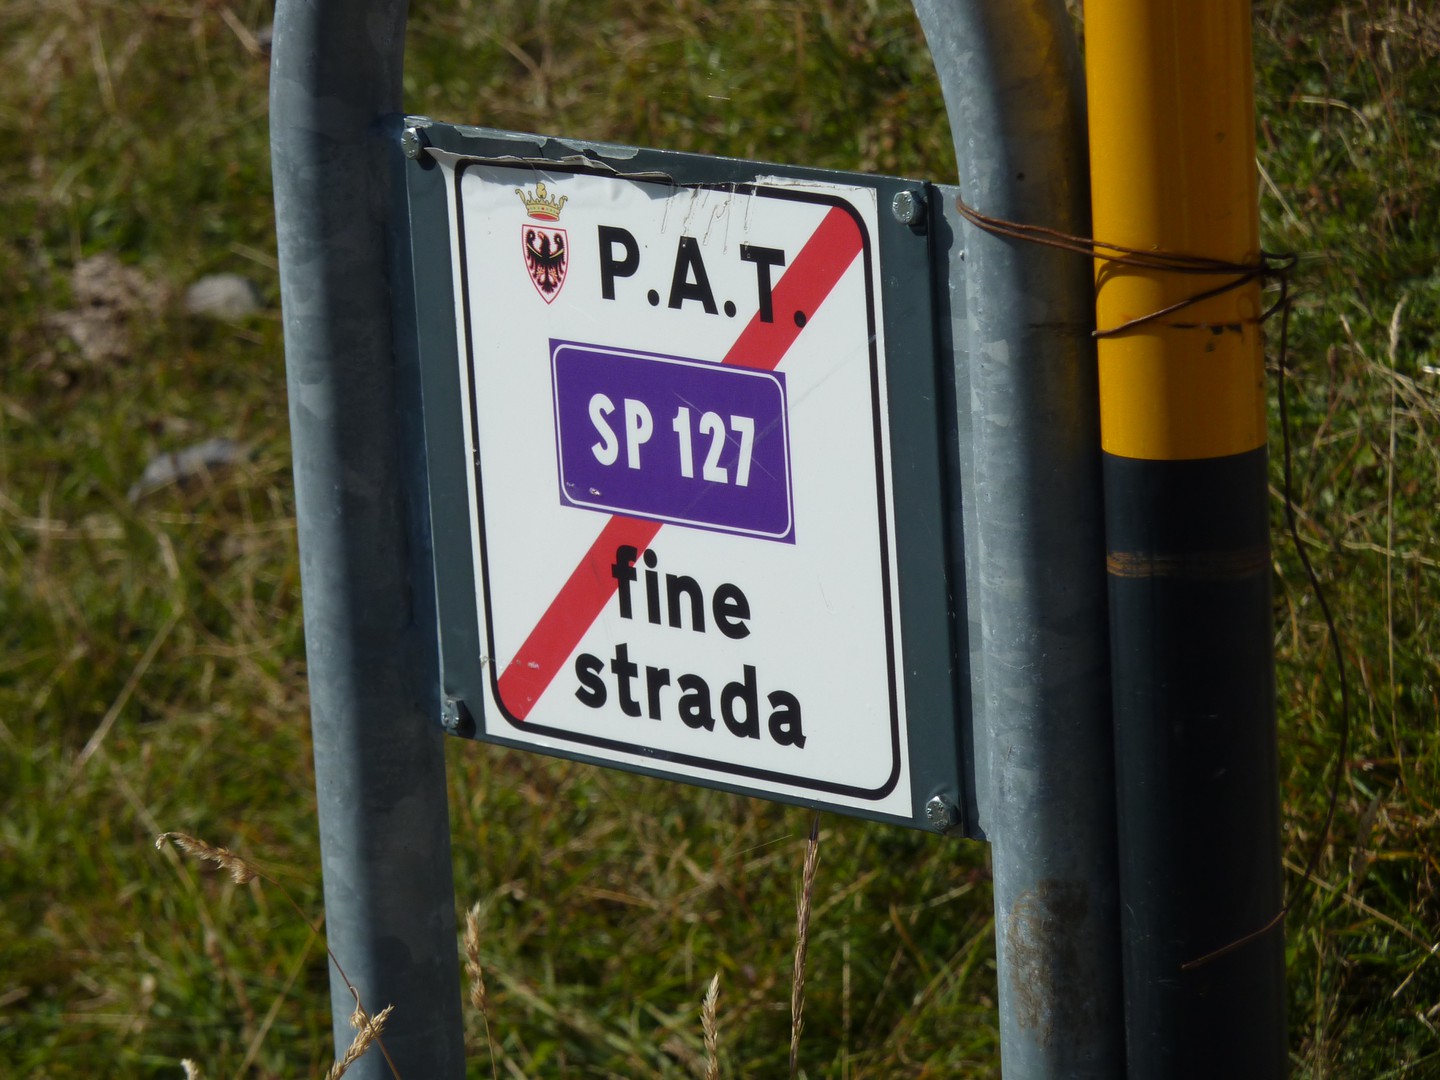 P.A.T.
SP 127
fine
strada